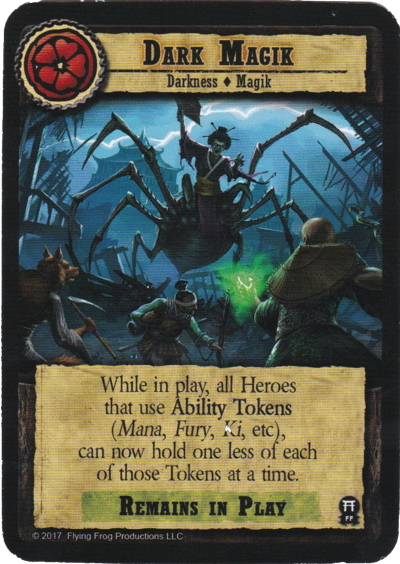 Dark Magik
Darkness ♦ Magik
While in play, all Heroes
that use Ability Tokens
(Mana, Fury, Ki, etc),
can now hold one less of each
of those Tokens at a time.
Remains in Play
FF
© 2017 Flying Frog Productions LLC